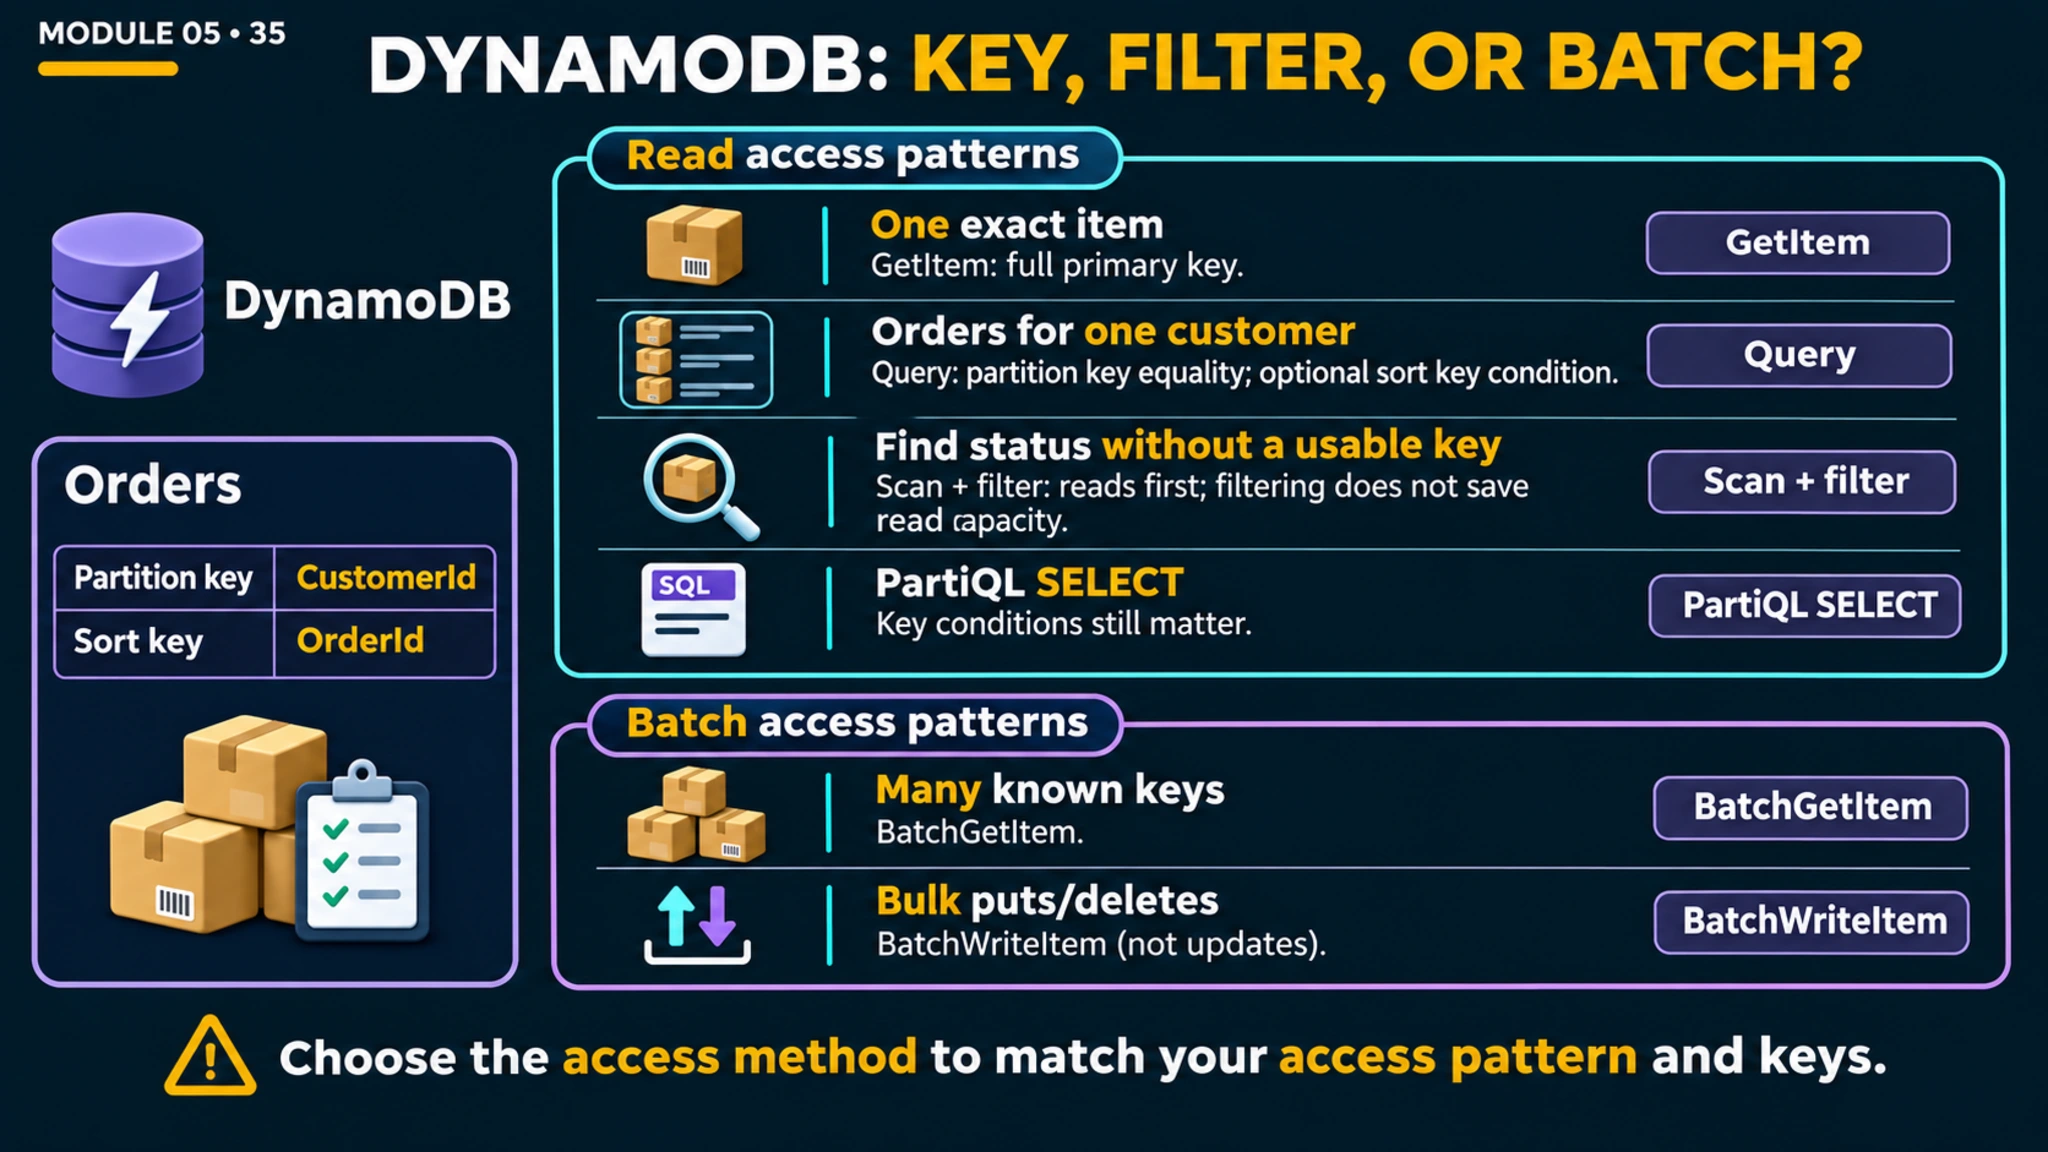 MODULE 05 • 35
DYNAMODB: KEY, FILTER, OR BATCH?
DynamoDB
Orders
Partition key CustomerId
Sort key OrderId
Read access patterns
One exact item
GetItem: full primary key.
GetItem
Orders for one customer
Query: partition key equality; optional sort key condition.
Query
Find status without a usable key
Scan + filter: reads first; filtering does not save
read capacity.
Scan + filter
SQL
PartiQL SELECT
Key conditions still matter.
PartiQL SELECT
Batch access patterns
Many known keys
BatchGetItem.
BatchGetItem
Bulk puts/deletes
BatchWriteItem (not updates).
BatchWriteItem
Choose the access method to match your access pattern and keys.